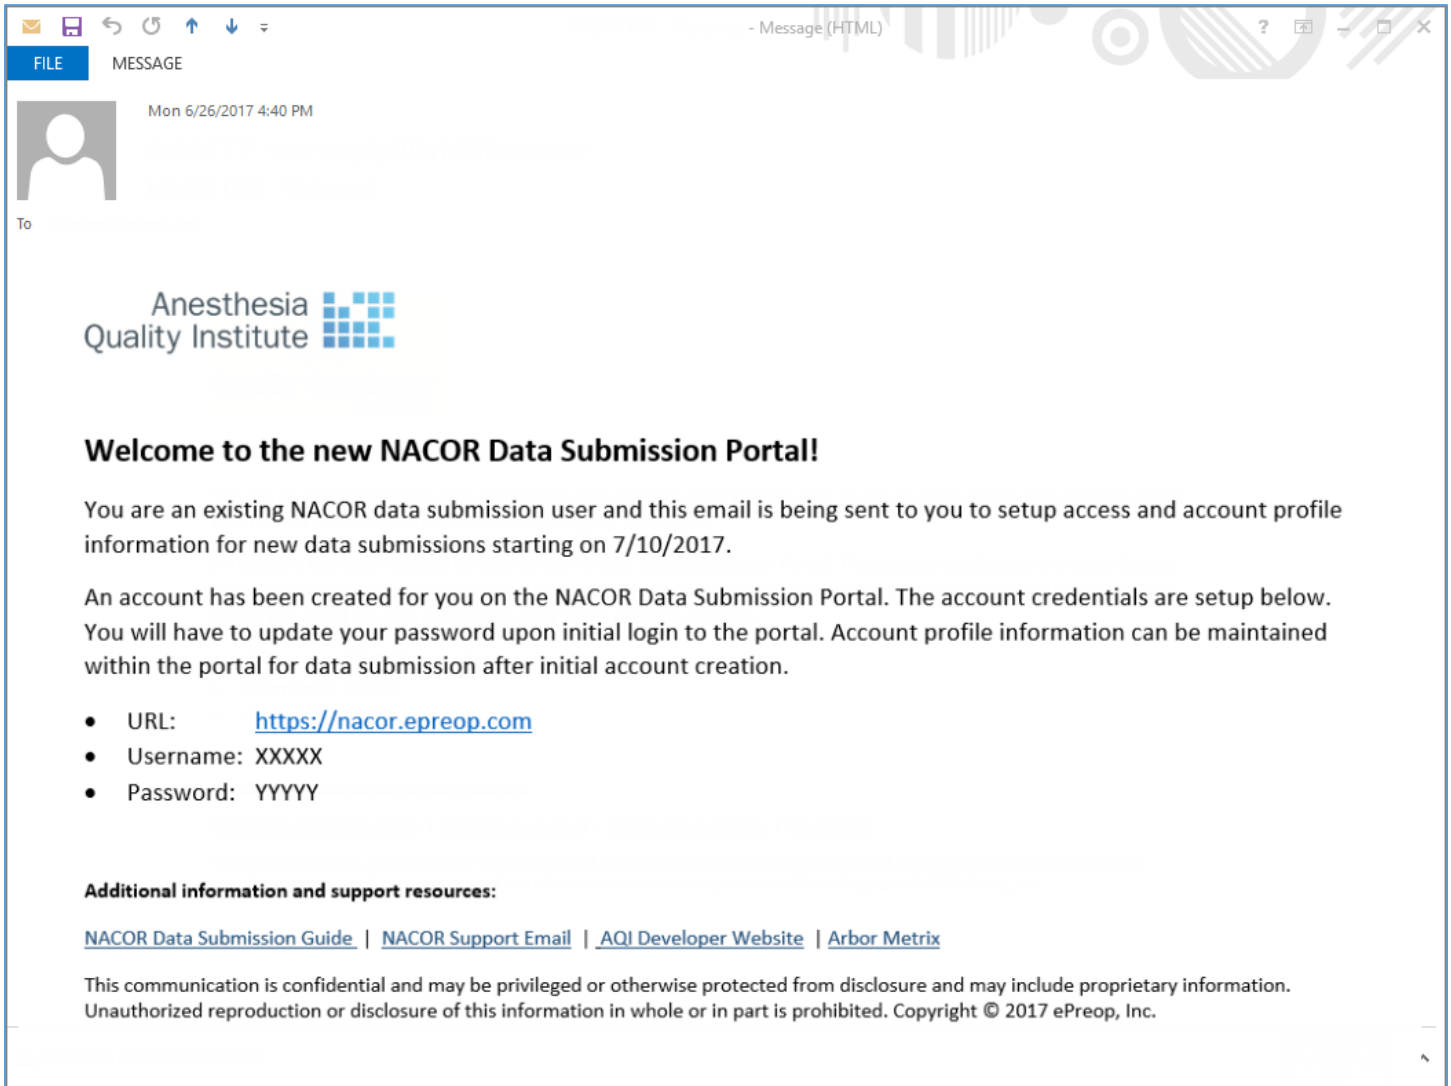 - Message (HTML)
?
FILE MESSAGE
Mon 6/26/2017 4:40 PM
To
Anesthesia
Quality Institute
Welcome to the new NACOR Data Submission Portal!
You are an existing NACOR data submission user and this email is being sent to you to setup access and account profile
information for new data submissions starting on 7/10/2017.
An account has been created for you on the NACOR Data Submission Portal. The account credentials are setup below.
You will have to update your password upon initial login to the portal. Account profile information can be maintained
within the portal for data submission after initial account creation.
• URL: https://nacor.epreop.com
• Username: XXXXX
• Password: YYYYY
Additional information and support resources:
NACOR Data Submission Guide | NACOR Support Email | AQI Developer Website | Arbor Metrix
This communication is confidential and may be privileged or otherwise protected from disclosure and may include proprietary information.
Unauthorized reproduction or disclosure of this information in whole or in part is prohibited. Copyright © 2017 ePreop, Inc.